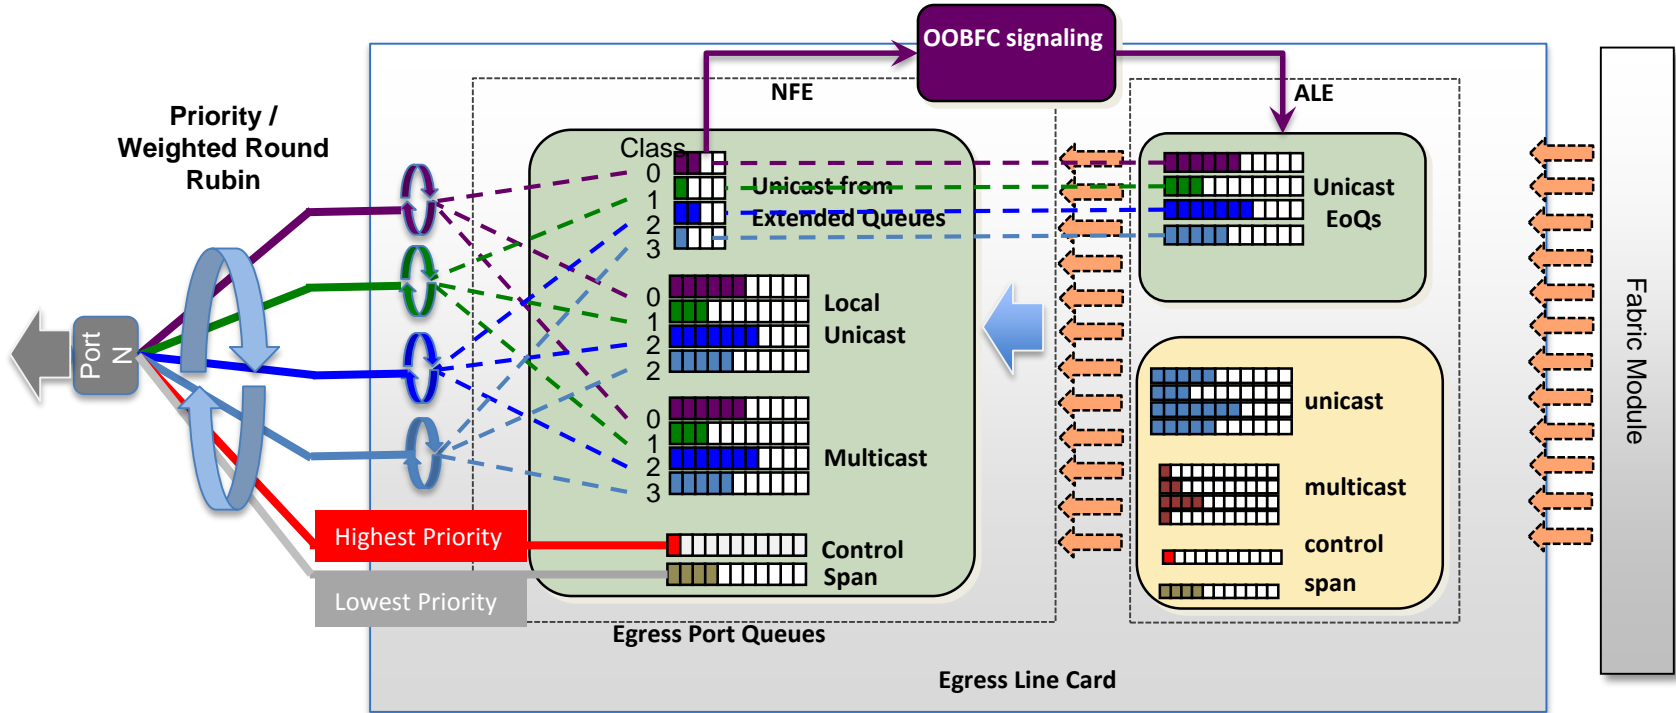 OOBFC signaling
NFE
ALE
Priority /
Weighted Round
Rubin
Class
0
1
2
3
Unicast from
Extended Queues
Unicast
EoQs
0
1
2
2
Local
Unicast
0
1
2
3
Multicast
Port
N
Highest Priority
Lowest Priority
Control
Span
unicast
multicast
control
span
Egress Port Queues
Egress Line Card
Fabric Module